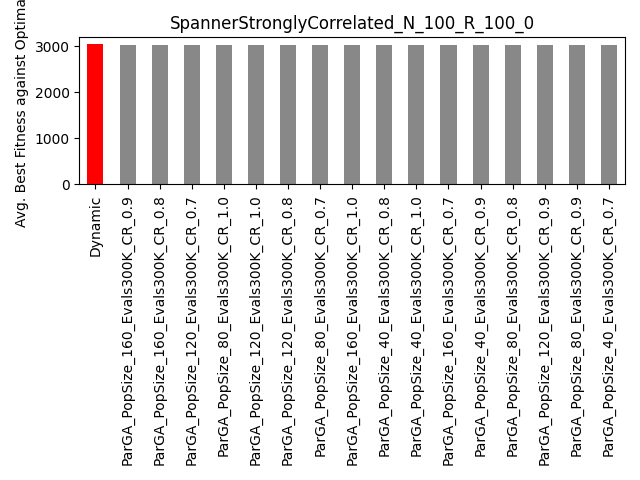 SpannerStronglyCorrelated_N_100_R_100_0
Avg. Best Fitness against Optima
3000
2000
1000
0
Dynamic
ParGA_PopSize_160_Evals300K_CR_0.9
ParGA_PopSize_160_Evals300K_CR_0.8
ParGA_PopSize_120_Evals300K_CR_0.7
ParGA_PopSize_80_Evals300K_CR_1.0
ParGA_PopSize_120_Evals300K_CR_1.0
ParGA_PopSize_120_Evals300K_CR_0.8
ParGA_PopSize_80_Evals300K_CR_0.7
ParGA_PopSize_160_Evals300K_CR_1.0
ParGA_PopSize_40_Evals300K_CR_0.8
ParGA_PopSize_40_Evals300K_CR_1.0
ParGA_PopSize_160_Evals300K_CR_0.7
ParGA_PopSize_40_Evals300K_CR_0.9
ParGA_PopSize_80_Evals300K_CR_0.8
ParGA_PopSize_120_Evals300K_CR_0.9
ParGA_PopSize_80_Evals300K_CR_0.9
ParGA_PopSize_40_Evals300K_CR_0.7